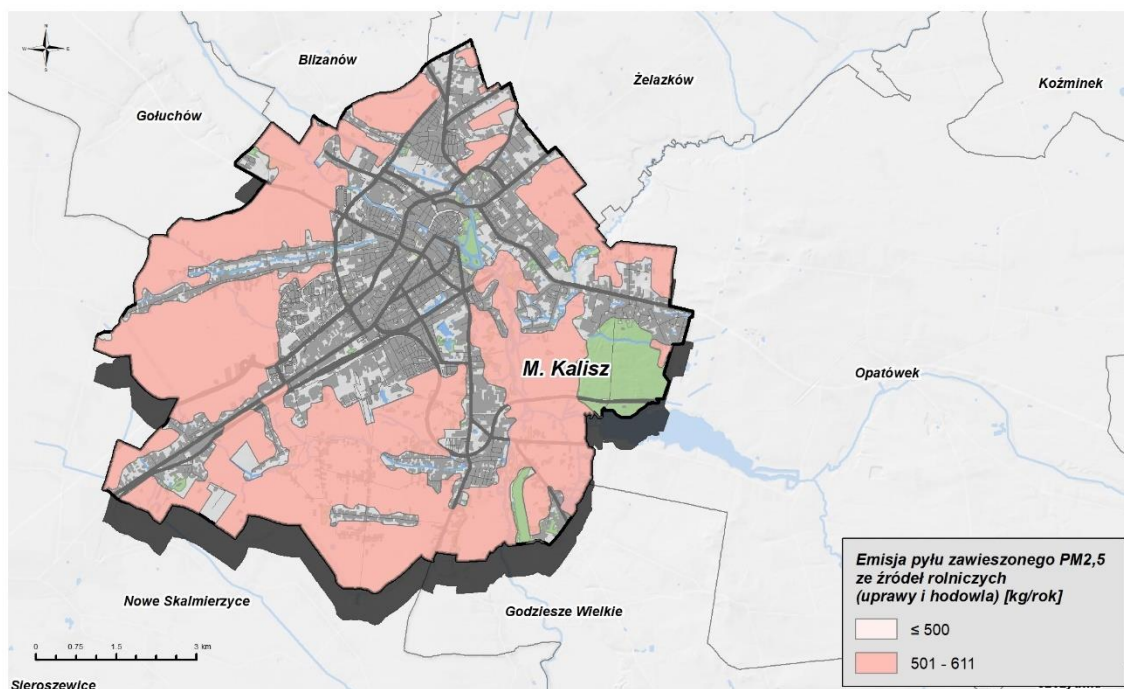 N
W
E
S
Blizanów
Żelazków
Koźminek
Gołuchów
M. Kalisz
Opatówek
Nowe Skalmierzyce
Godziesze Wielkie
Sieroszewice
0 0.75 1.5 3 km
Emisja pyłu zawieszonego PM2,5
ze źródeł rolniczych
(uprawy i hodowla) [kg/rok]
≤ 500
501 - 611